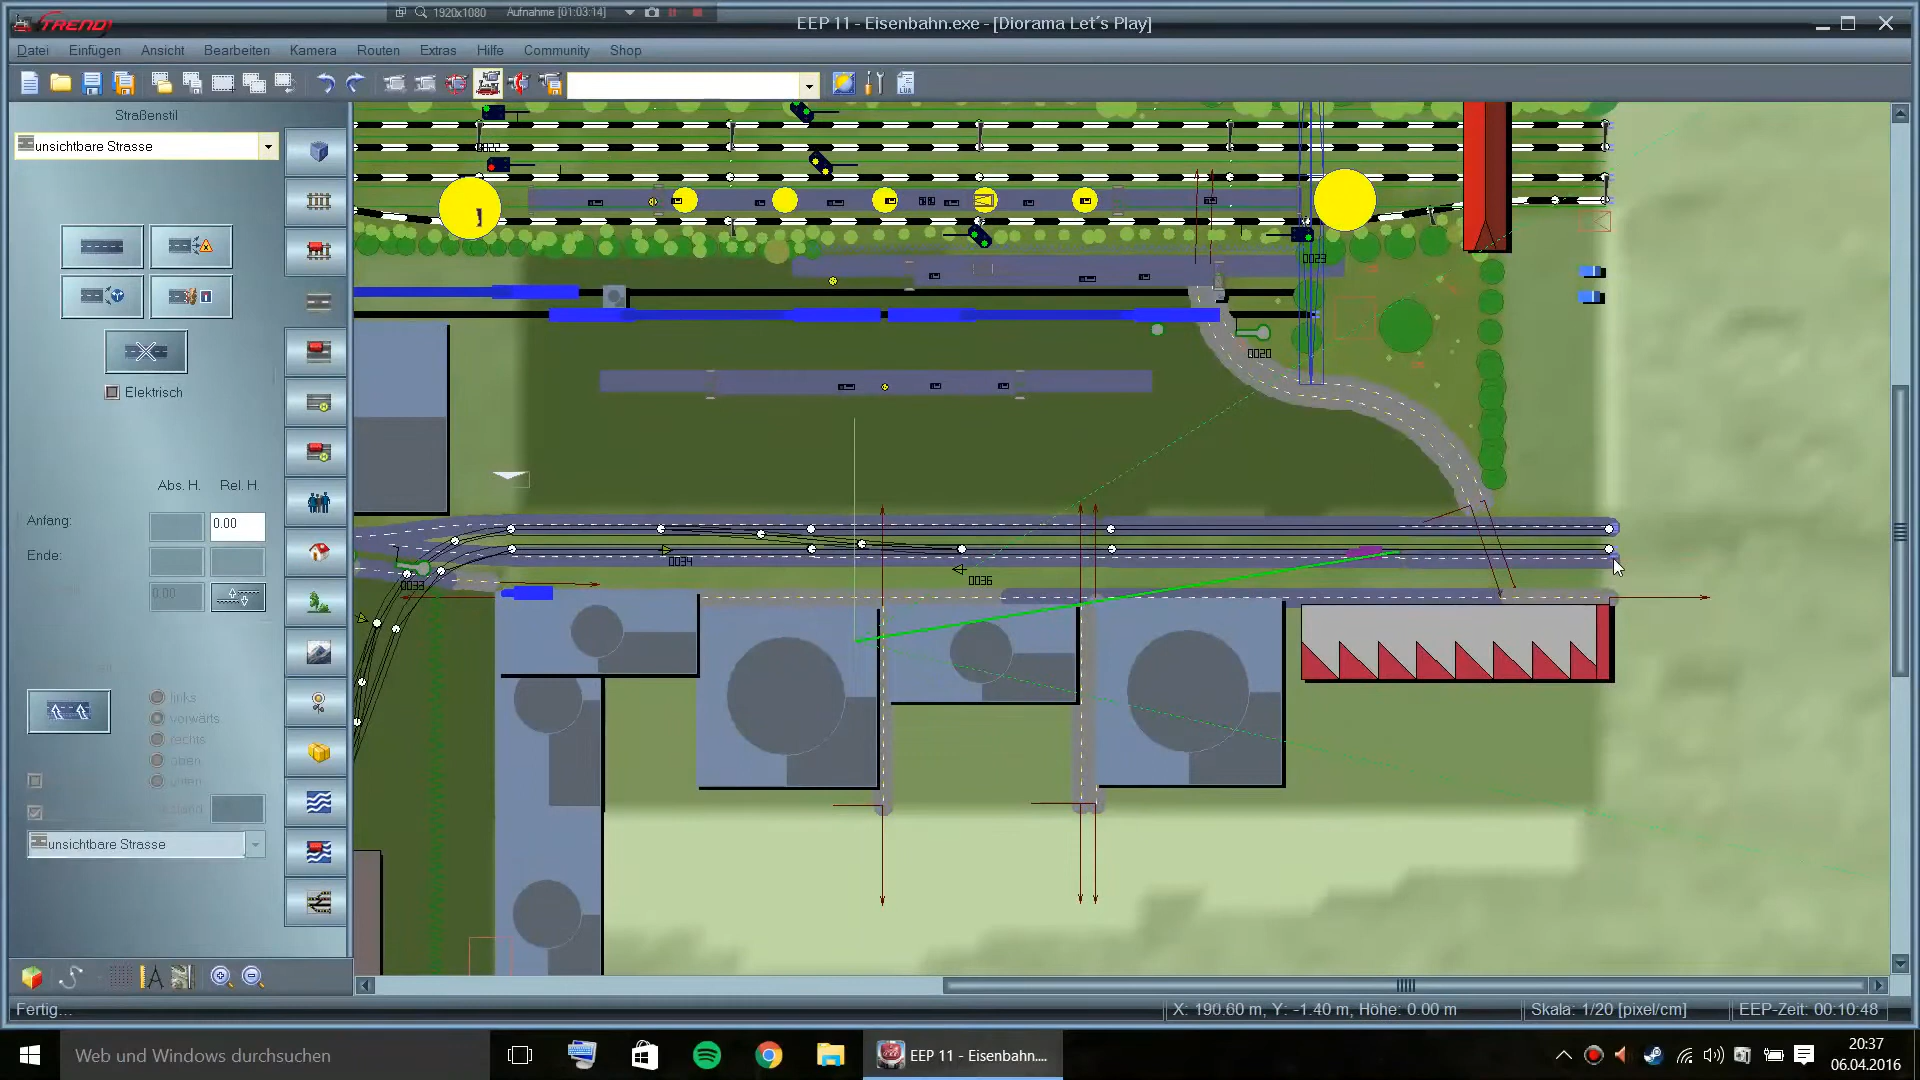 1920x1080
Aufnahme [01:03:14]
TREND
EEP 11 - Eisenbahn.exe - [Diorama Let's Play]
Datei Einfügen Ansicht Bearbeiten Kamera Routen Extras Hilfe Community Shop
LUA
Straßenstil
unsichtbare Strasse
Elektrisch
Abs. H. Rel. H.
Anfang: 0.00
Ende:
0.00
links
vorwärts
rechts
oben
unten
unsichtbare Strasse
0023
0020
0034
0036
0033
Fertig...
X: 190.60 m, Y: -1.40 m, Höhe: 0.00 m
Skala: 1/20 [pixel/cm]
EEP-Zeit: 00:10:48
Web und Windows durchsuchen
EEP 11 - Eisenbahn....
20:37
06.04.2016